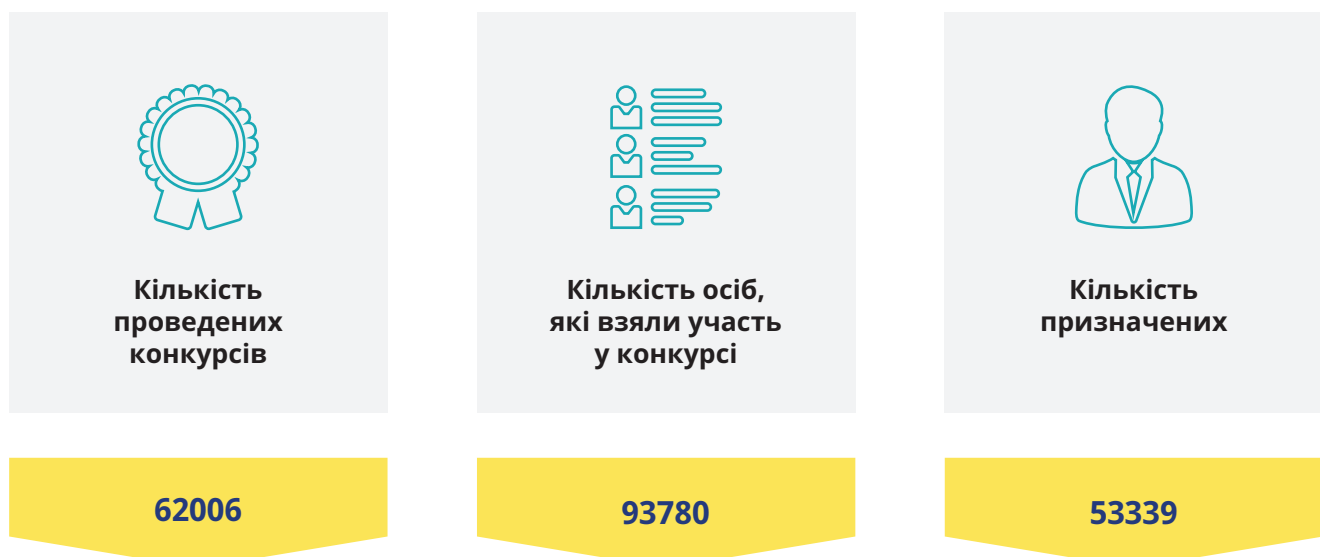 Кількість
проведених
конкурсів
62006
Кількість осіб,
які взяли участь
у конкурсі
93780
Кількість
призначених
53339